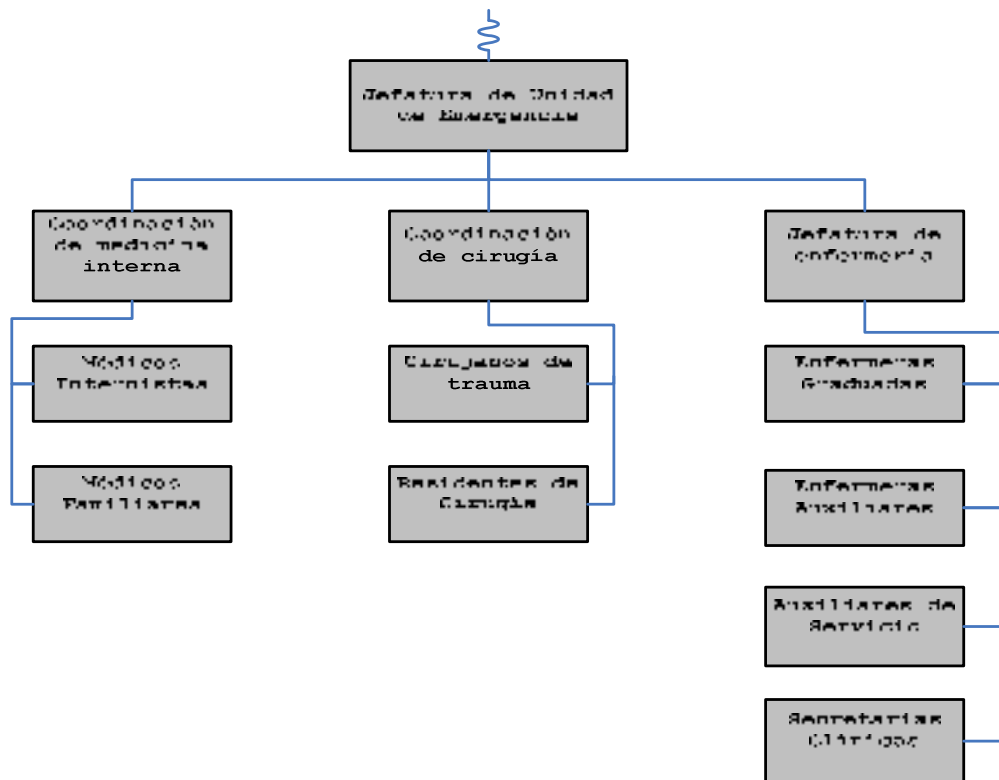 Jefatura de Unidad
de Emergencia
Coordinación
de medicina
interna
Coordinación
de cirugía
Jefatura de
enfermería
Médicos
Internistas
Cirujanos de
trauma
Enfermeras
Graduadas
Médicos
Familiares
Residentes de
Cirugía
Enfermeras
Auxiliares
Auxiliares de
Servicio
Secretarias
Clínicas